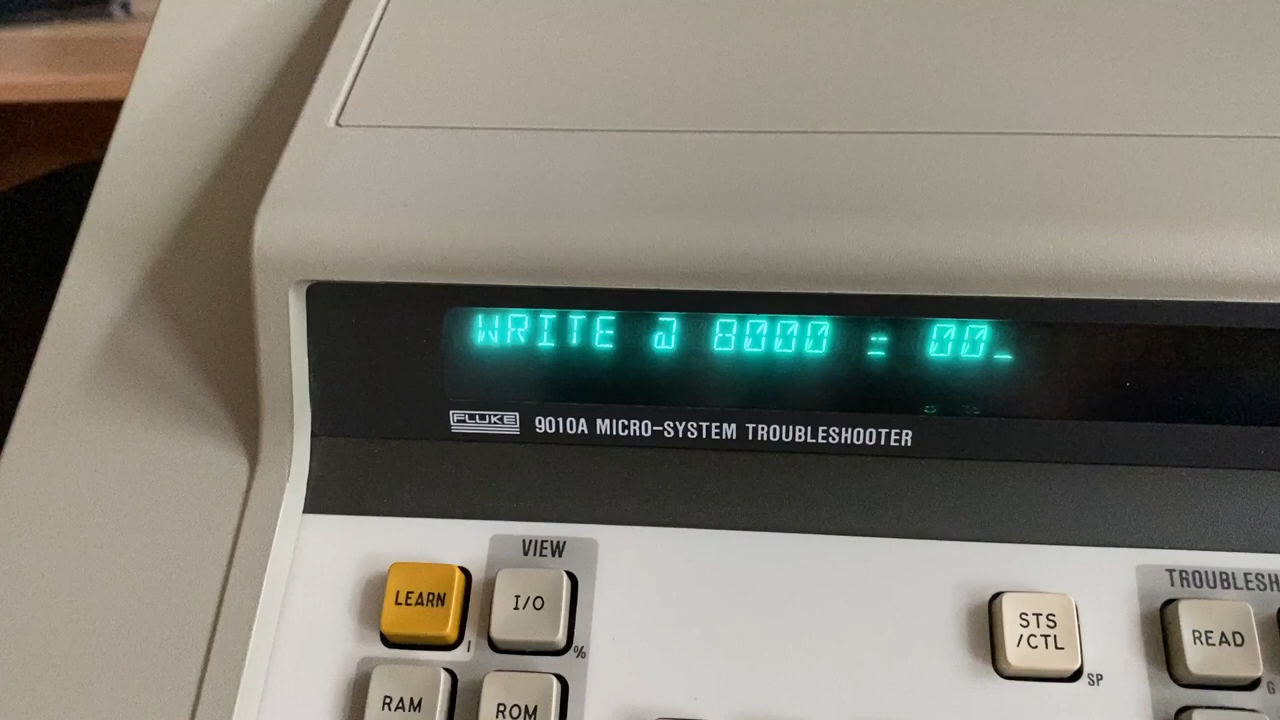 WRITE @ 8000 = 00_
FLUKE 9010A MICRO-SYSTEM TROUBLESHOOTER
VIEW
TROUBLESH
LEARN
I
I/O
%
STS
/CTL
SP
READ
G
RAM
ROM